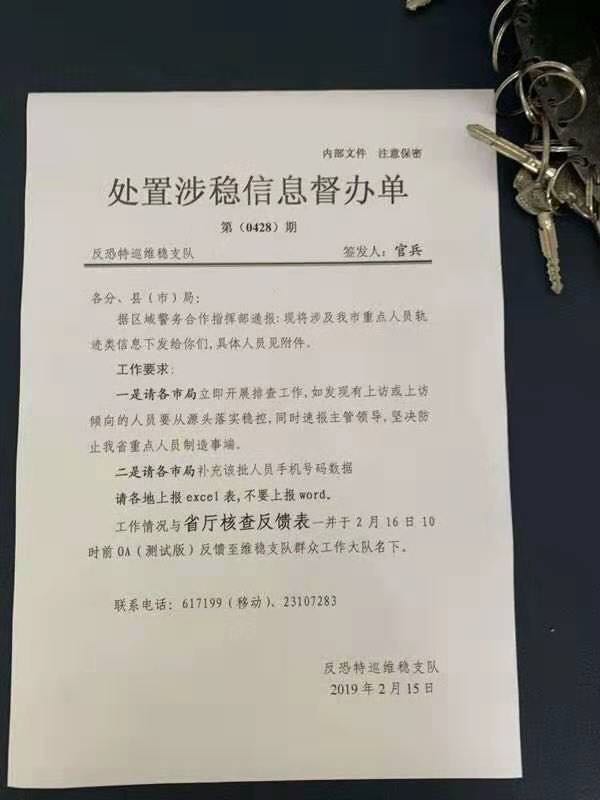 内部文件 注意保密
处置涉稳信息督办单
第（0428）期
反恐特巡维稳支队 签发人：官兵
各分、县（市）局：
据区域警务合作指挥部通报：现将涉及我市重点人员轨
迹类信息下发给你们,具体人员见附件。
工作要求：
一是请各市局立即开展排查工作,如发现有上访或上访
倾向的人员要从源头落实稳控,同时速报主管领导,坚决防
止我省重点人员制造事端。
二是请各市局补充该批人员手机号码数据
请各地上报excel表,不要上报word。
工作情况与省厅核查反馈表一并于2月16日10
时前OA（测试版）反馈至维稳支队群众工作大队名下。
联系电话：617199（移动）、23107283
反恐特巡维稳支队
2019年2月15日